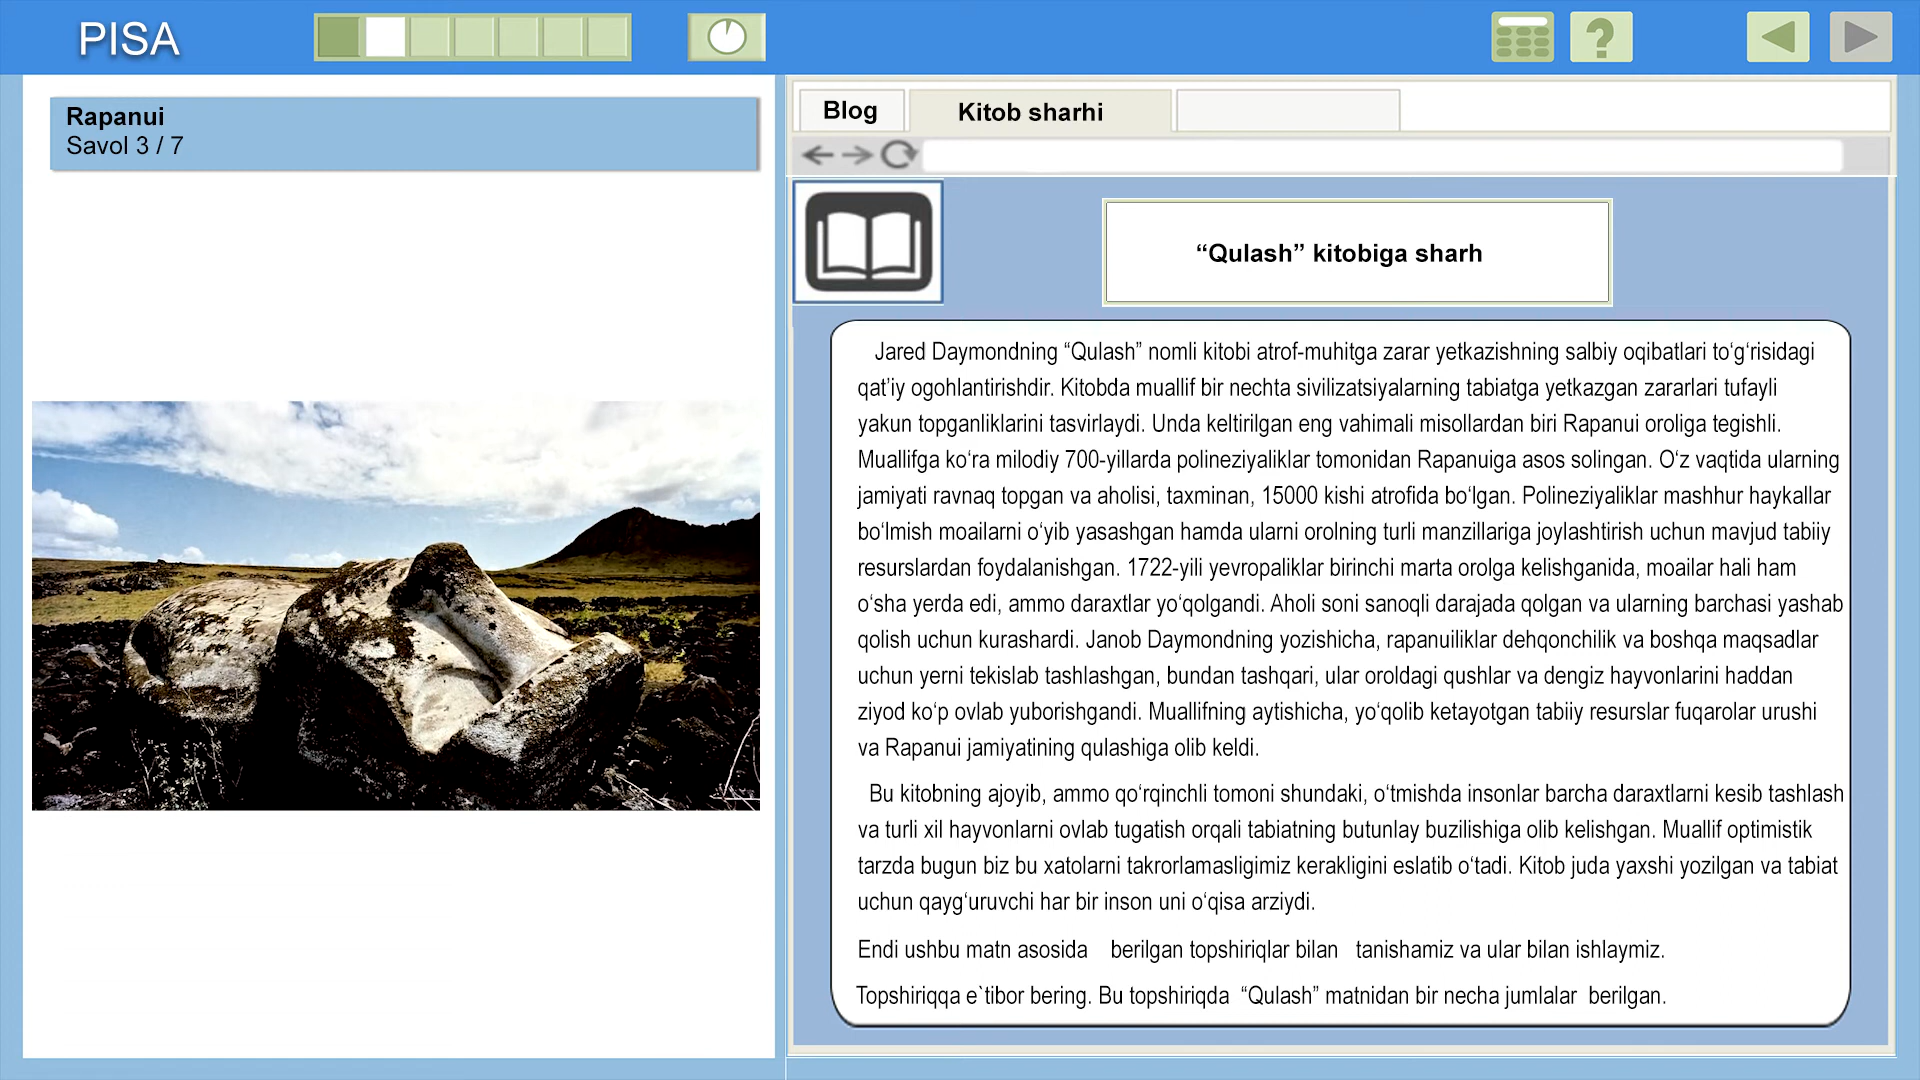 PISA
Rapanui
Savol 3 / 7
Blog
Kitob sharhi
“Qulash” kitobiga sharh
Jared Daymondning “Qulash” nomli kitobi atrof-muhitga zarar yetkazishning salbiy oqibatlari to‘g‘risidagi
qat’iy ogohlantirishdir. Kitobda muallif bir nechta sivilizatsiyalarning tabiatga yetkazgan zararlari tufayli
yakun topganliklarini tasvirlaydi. Unda keltirilgan eng vahimali misollardan biri Rapanui oroliga tegishli.
Muallifga ko‘ra milodiy 700-yillarda polineziyaliklar tomonidan Rapanuiga asos solingan. O‘z vaqtida ularning
jamiyati ravnaq topgan va aholisi, taxminan, 15000 kishi atrofida bo‘lgan. Polineziyaliklar mashhur haykallar
bo‘lmish moailarni o‘yib yasashgan hamda ularni orolning turli manzillariga joylashtirish uchun mavjud tabiiy
resurslardan foydalanishgan. 1722-yili yevropaliklar birinchi marta orolga kelishganida, moailar hali ham
o‘sha yerda edi, ammo daraxtlar yo‘qolgandi. Aholi soni sanoqli darajada qolgan va ularning barchasi yashab
qolish uchun kurashardi. Janob Daymondning yozishicha, rapanuiliklar dehqonchilik va boshqa maqsadlar
uchun yerni tekislab tashlashgan, bundan tashqari, ular oroldagi qushlar va dengiz hayvonlarini haddan
ziyod ko‘p ovlab yuborishgandi. Muallifning aytishicha, yo‘qolib ketayotgan tabiiy resurslar fuqarolar urushi
va Rapanui jamiyatining qulashiga olib keldi.
Bu kitobning ajoyib, ammo qo‘rqinchli tomoni shundaki, o‘tmishda insonlar barcha daraxtlarni kesib tashlash
va turli xil hayvonlarni ovlab tugatish orqali tabiatning butunlay buzilishiga olib kelishgan. Muallif optimistik
tarzda bugun biz bu xatolarni takrorlamasligimiz kerakligini eslatib o‘tadi. Kitob juda yaxshi yozilgan va tabiat
uchun qayg‘uruvchi har bir inson uni o‘qisa arziydi.
Endi ushbu matn asosida berilgan topshiriqlar bilan tanishamiz va ular bilan ishlaymiz.
Topshiriqqa e`tibor bering. Bu topshiriqda “Qulash” matnidan bir necha jumlalar berilgan.